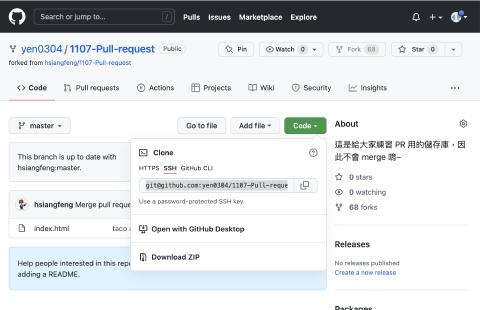 Search or jump to... /
Pulls Issues Marketplace Explore
yen0304 / 1107-Pull-request Public
Pin Watch 0 Fork 68 Star 0
forked from hsiangfeng/1107-Pull-request
Code Pull requests Actions Projects Wiki Security Insights ...
master Go to file Add file Code
About
This branch is up to date with
hsiangfeng:master.
Clone
HTTPS SSH GitHub CLI
git@github.com:yen0304/1107-Pull-reque
Use a password-protected SSH key.
Open with GitHub Desktop
Download ZIP
hsiangfeng Merge pull reque
index.html taco
Help people interested in this repo
adding a README.
這是給大家練習 PR 用的儲存庫，因
此不會 merge 唷~
0 stars
0 watching
68 forks
Releases
No releases published
Create a new release
Packages